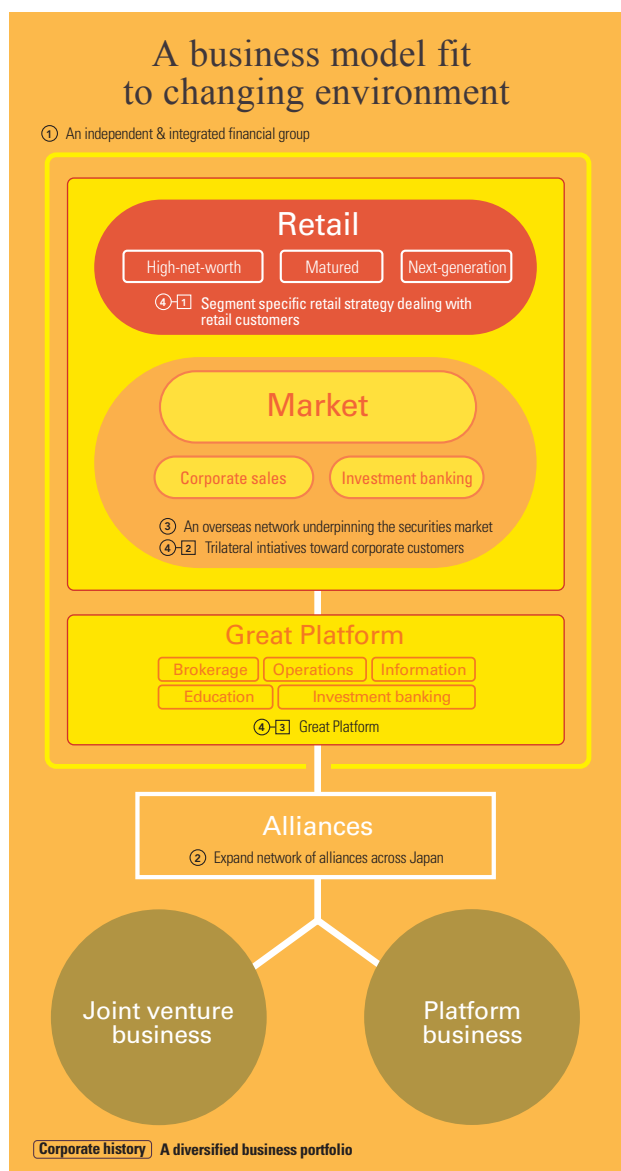 A business model fit
to changing environment
① An independent & integrated financial group
Retail
High-net-worth Matured Next-generation
④-1 Segment specific retail strategy dealing with
retail customers
Market
Corporate sales Investment banking
③ An overseas network underpinning the securities market
④-2 Trilateral intiatives toward corporate customers
Great Platform
Brokerage Operations Information
Education Investment banking
④-3 Great Platform
Alliances
② Expand network of alliances across Japan
Joint venture
business
Platform
business
Corporate history A diversified business portfolio